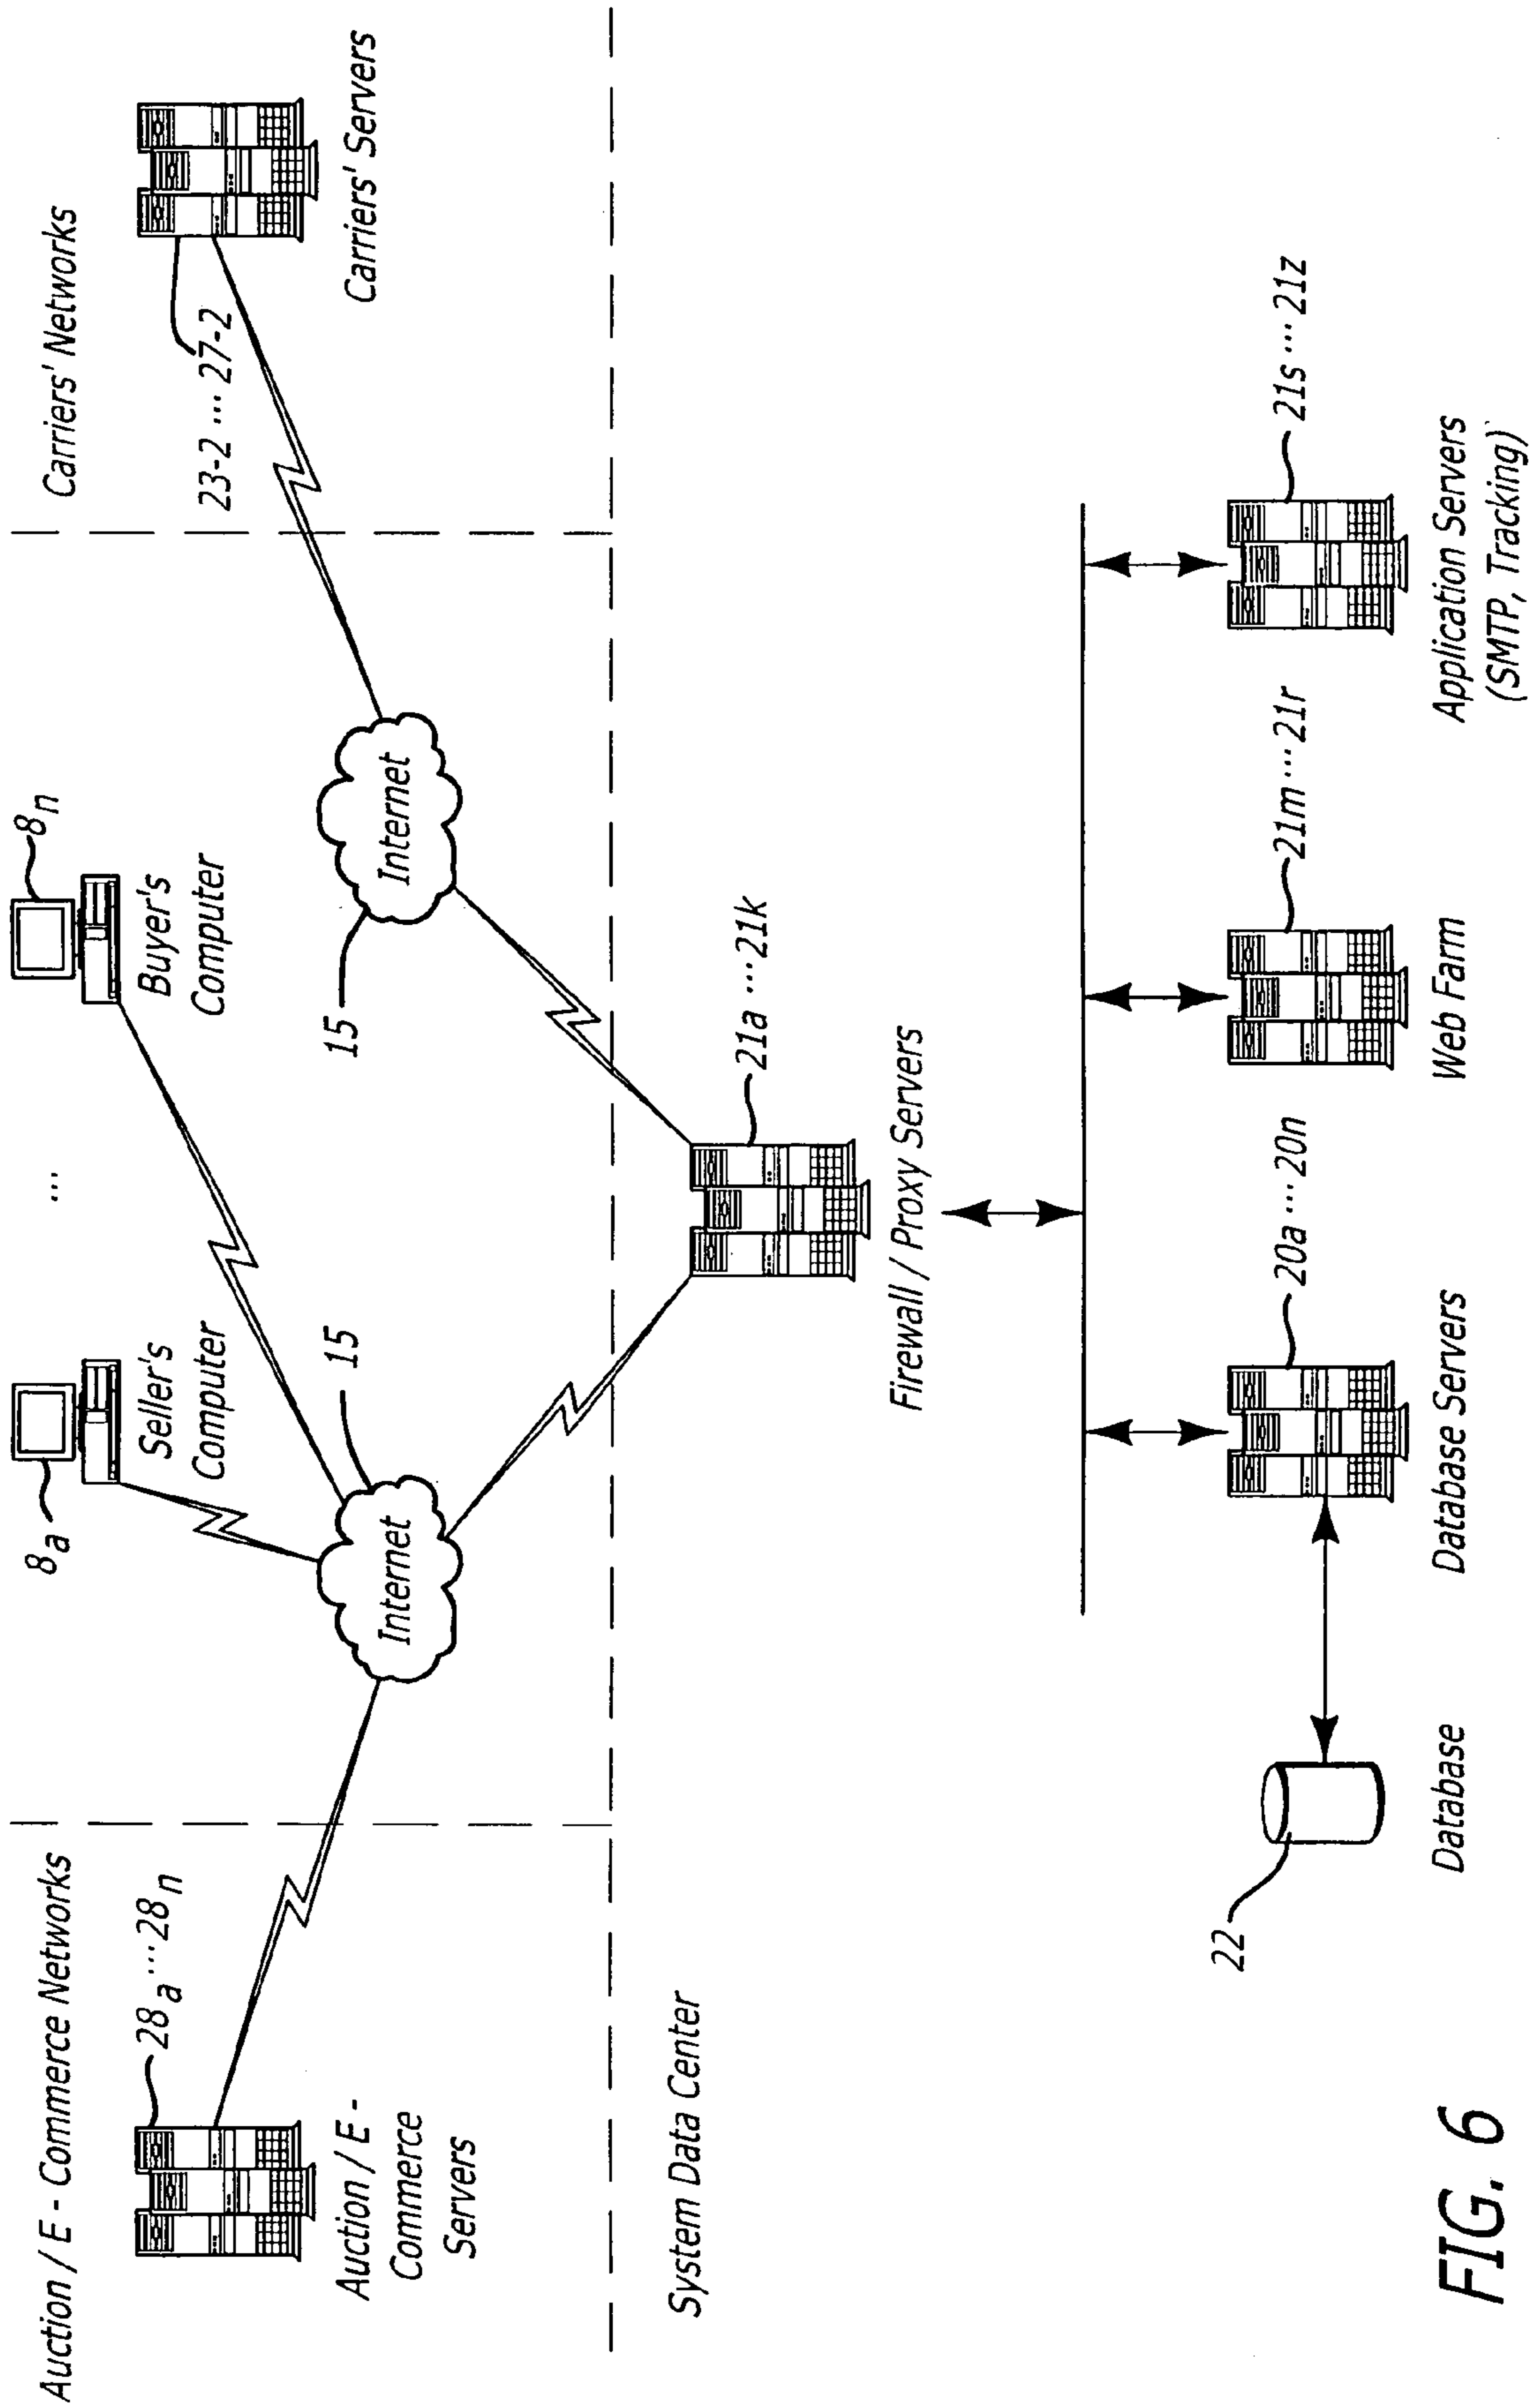 Auction / E - Commerce Networks
Carriers' Networks
8a
...
8n
28a ... 28n
Seller's
Computer
Buyer's
Computer
23-2 ... 27-2
Auction / E -
Commerce
Servers
15
Internet
15
Internet
Carriers' Servers
System Data Center
21a ... 21k
Firewall / Proxy Servers
22
20a ... 20n
21m ... 21r
21s ... 21z
Database
Database Servers
Web Farm
Application Servers
(SMTP, Tracking)
FIG. 6